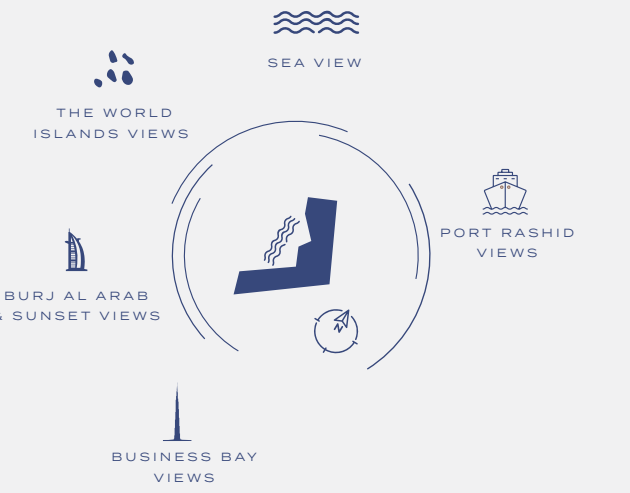 SEA VIEW
THE WORLD
ISLANDS VIEWS
PORT RASHID
VIEWS
BURJ AL ARAB
& SUNSET VIEWS
BUSINESS BAY
VIEWS
N